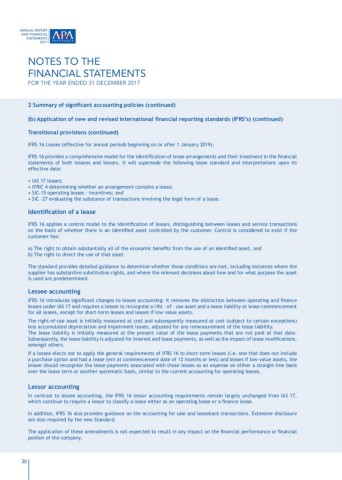 ANNUAL REPORT
AND FINANCIAL
STATEMENTS
2017
APA
NOTES TO THE
FINANCIAL STATEMENTS
FOR THE YEAR ENDED 31 DECEMBER 2017
2 Summary of significant accounting policies (continued)
(b) Application of new and revised international financial reporting standards (IFRS's) (continued)
Transitional provisions (continued)
IFRS 16 Leases (effective for annual periods beginning on or after 1 January 2019).
IFRS 16 provides a comprehensive model for the identification of lease arrangements and their treatment in the financial
statements of both lessees and lessors. It will supersede the following lease standard and interpretations upon its
effective date:
• IAS 17 leases;
• IFRIC 4 determining whether an arrangement contains a lease;
• SIC-15 operating leases - incentives; and
• SIC -27 evaluating the substance of transactions involving the legal form of a lease.
Identification of a lease
IFRS 16 applies a control model to the identification of leases, distinguishing between leases and service transactions
on the basis of whether there is an identified asset controlled by the customer. Control is considered to exist if the
customer has:
a) The right to obtain substantially all of the economic benefits from the use of an identified asset, and
b) The right to direct the use of that asset.
The standard provides detailed guidance to determine whether those conditions are met, including instances where the
supplier has substantive substitution rights, and where the relevant decisions about how and for what purpose the asset
is used are predetermined.
Lessee accounting
IFRS 16 introduces significant changes to lessees accounting: It removes the distinction between operating and finance
leases under IAS 17 and requires a lessee to recongnise a riht - of - use asset and a lease liability at lease commencement
for all leases, except for short-term leases and leases if low value assets.
The right-of-use asset is initially measured at cost and subsequently measured at cost (subject to certain exceptions)
less accumulated depreciation and impairment losses, adjusted for any remeasurement of the lease liability.
The lease liability is initially measured at the present value of the lease payments that are not paid at that date.
Subsequently, the lease liability is adjusted for interest and lease payments, as well as the impact of lease modifications,
amongst others.
If a lessee elects not to apply the general requirements of IFRS 16 to short-term leases (i.e. one that does not include
a purchase option and had a lease term at commencement date of 12 months or less) and leases if low value assets, the
lessee should recongnise the lease payments associated with those leases as an expense on either a straight-line basis
over the lease term or another systematic basis, similar to the current accounting for operating leases.
Lessor accounting
In contrast to lessee accounting, the IFRS 16 lessor accounting requirements remain largely unchanged from IAS 17,
which continue to require a lessor to classify a lease either as an operating lease or a finance lease.
In addition, IFRS 16 also provides guidance on the accounting for sale and leaseback transactions. Extensive disclosure
are also required by the new Standard.
The application of these amendments is not expected to result in any impact on the financial performance or financial
position of the company.
30